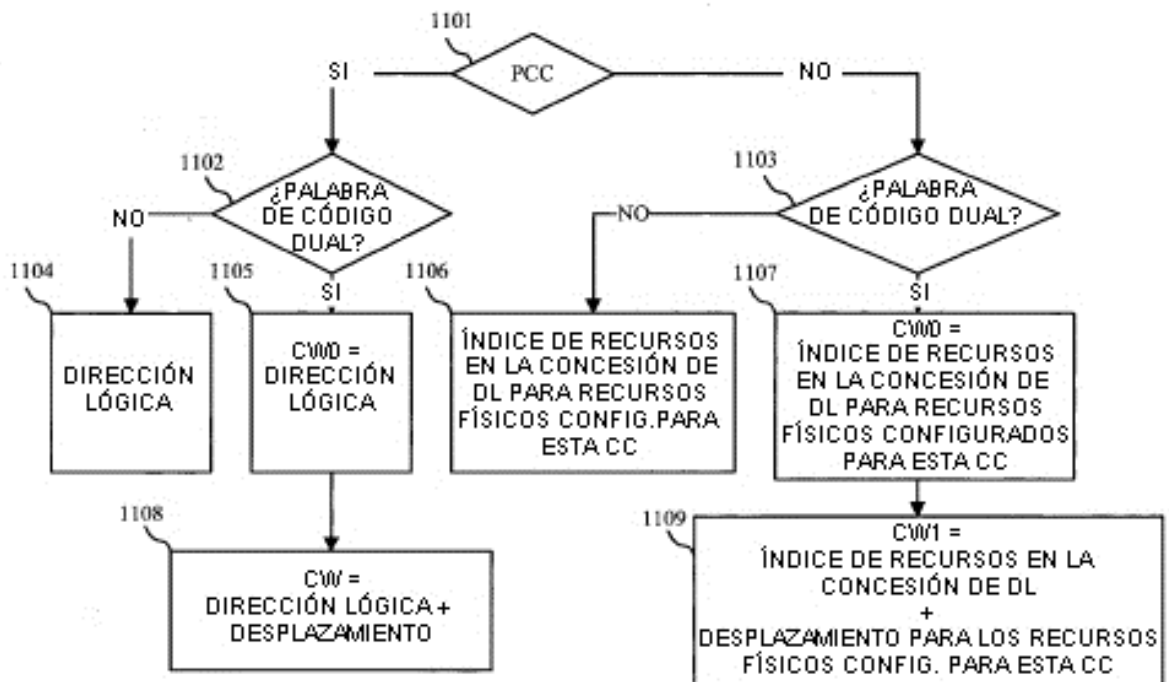 1101
PCC
SI
NO
1102
¿PALABRA
DE CÓDIGO
DUAL?
NO
SI
1103
¿PALABRA
DE CÓDIGO DUAL?
NO
SI
1104
DIRECCIÓN
LÓGICA
1105
CW0 =
DIRECCIÓN
LÓGICA
1106
ÍNDICE DE RECURSOS
EN LA CONCESIÓN DE
DL PARA RECURSOS
FÍSICOS CONFIG.PARA
ESTA CC
1107
CW0 =
ÍNDICE DE RECURSOS
EN LA CONCESIÓN DE
DL PARA RECURSOS
FÍSICOS CONFIGURADOS
PARA ESTA CC
1108
CW =
DIRECCIÓN LÓGICA +
DESPLAZAMIENTO
1109
CW1 =
ÍNDICE DE RECURSOS EN LA
CONCESIÓN DE DL
+
DESPLAZAMIENTO PARA LOS RECURSOS
FÍSICOS CONFIG. PARA ESTA CC